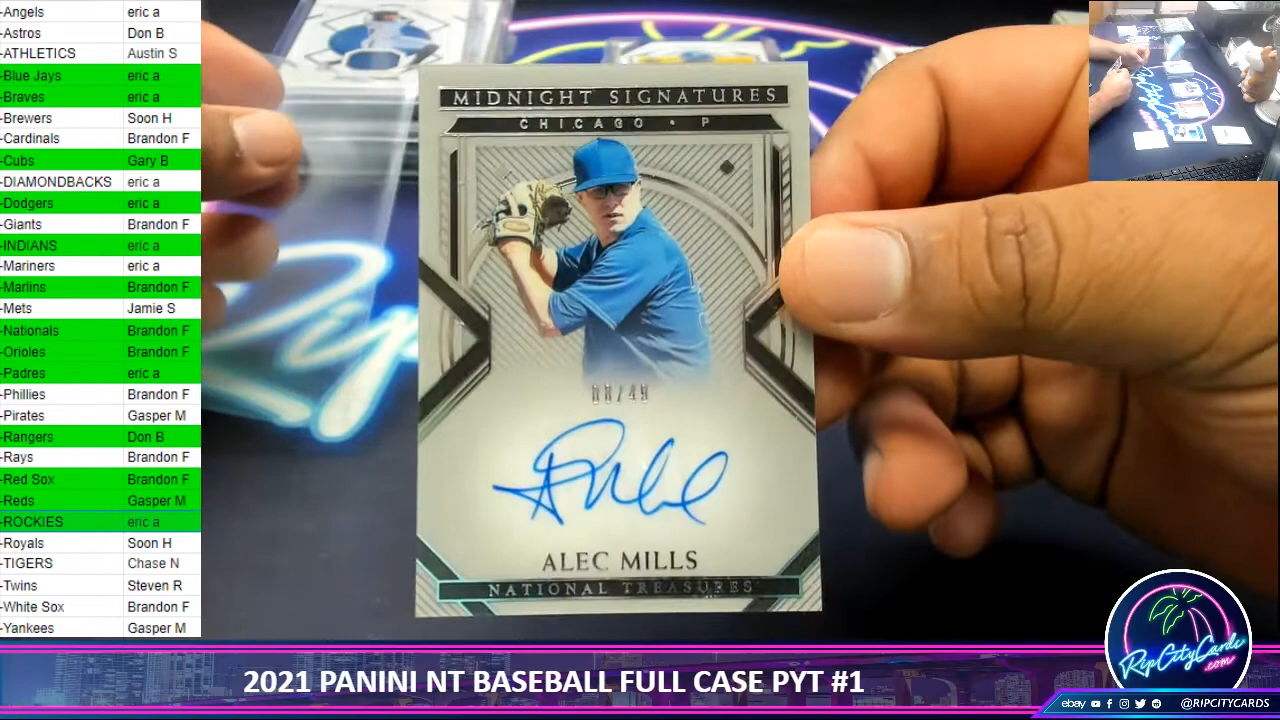 -Angels eric a
-Astros Don B
-ATHLETICS Austin S
-Blue Jays eric a
-Braves eric a
-Brewers Soon H
-Cardinals Brandon F
-Cubs Gary B
-DIAMONDBACKS eric a
-Dodgers eric a
-Giants Brandon F
-INDIANS eric a
-Mariners eric a
-Marlins Brandon F
-Mets Jamie S
-Nationals Brandon F
-Orioles Brandon F
-Padres eric a
-Phillies Brandon F
-Pirates Gasper M
-Rangers Don B
-Rays Brandon F
-Red Sox Brandon F
-Reds Gasper M
-ROCKIES eric a
-Royals Soon H
-TIGERS Chase N
-Twins Steven R
-White Sox Brandon F
-Yankees Gasper M
MIDNIGHT SIGNATURES
CHICAGO • P
ALEC MILLS
NATIONAL TREASURES
2021 PANINI NT BASEBALL FULL CASE PYT #1
RipCityCards
.com
ebay @RIPCITYCARDS